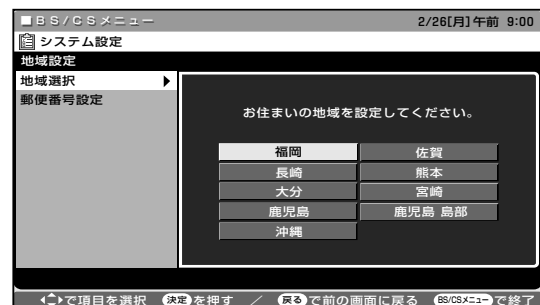 BS/CSメニュー 2/26[月]午前 9:00
システム設定
地域設定
地域選択
郵便番号設定
お住まいの地域を設定してください。
福岡 佐賀
長崎 熊本
大分 宮崎
鹿児島 鹿児島 島部
沖縄
で項目を選択 決定を押す / 戻るで前の画面に戻る BS/CSメニューで終了